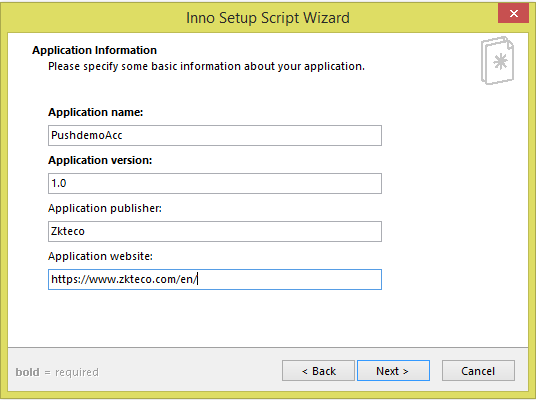 Inno Setup Script Wizard
Application Information
Please specify some basic information about your application.
Application name:
PushdemoAcc
Application version:
1.0
Application publisher:
Zkteco
Application website:
https://www.zkteco.com/en/
bold = required
< Back
Next >
Cancel